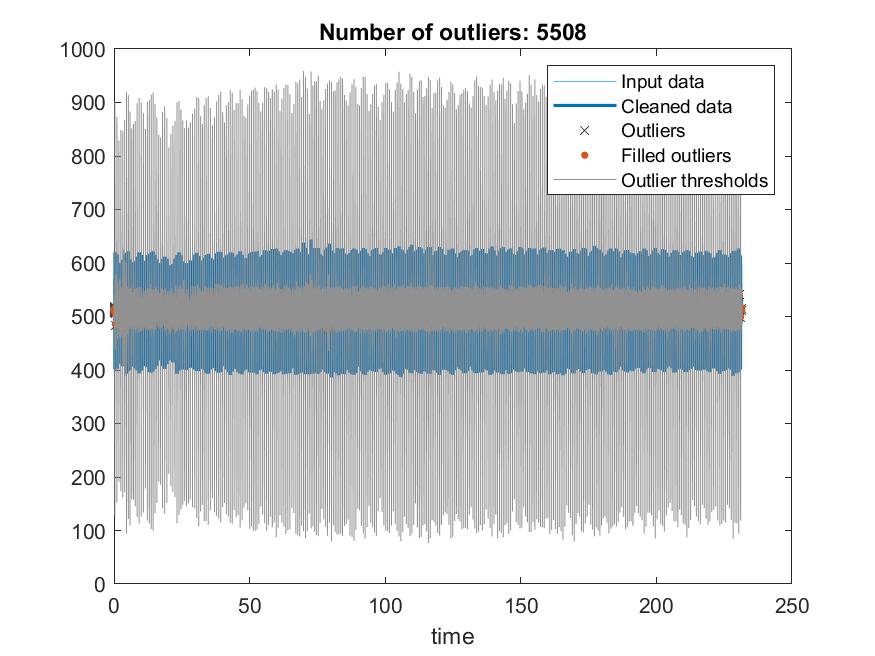 Number of outliers: 5508
1000
900
800
700
600
500
400
300
200
100
0
Input data
Cleaned data
Outliers
Filled outliers
Outlier thresholds
0 50 100 150 200 250
time